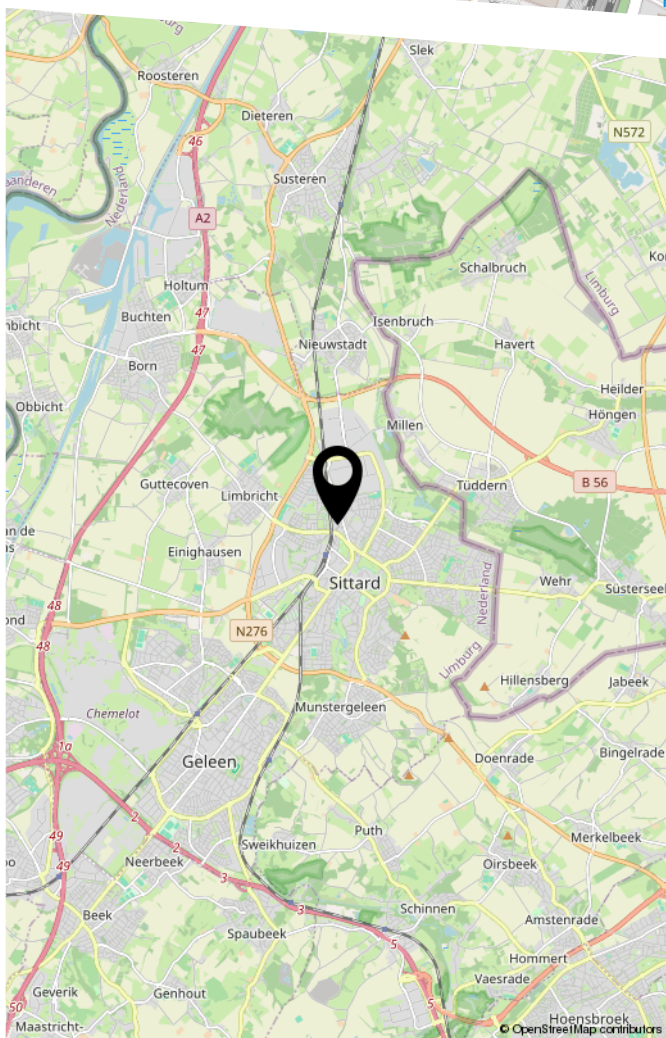 Slek
Roosteren
Dieteren
N572
46
Susteren
Nederland
A2
Schalbruch
Limburg
Holtum
Buchten
47
Isenbruch
Nieuwstadt
Havert
47
Born
Heilder
Obbicht
Höngen
Millen
Guttecoven
Limbricht
Tüddern
B 56
Einighausen
Sittard
Wehr
Nederland
48
N276
48
Limburg
Hillensberg
Jabeek
Munstergeleen
Chemelot
1a
Geleen
Doenrade
Bingelrade
2
Puth
49
2
Sweikhuizen
Merkelbeek
49
Neerbeek
Oirsbeek
3
3
Schinnen
Beek
Amstenrade
Spaubeek
5
Hommert
Vaesrade
Geverik
Genhout
5
50
Hoensbroek
Maastricht-
© OpenStreetMap contributors